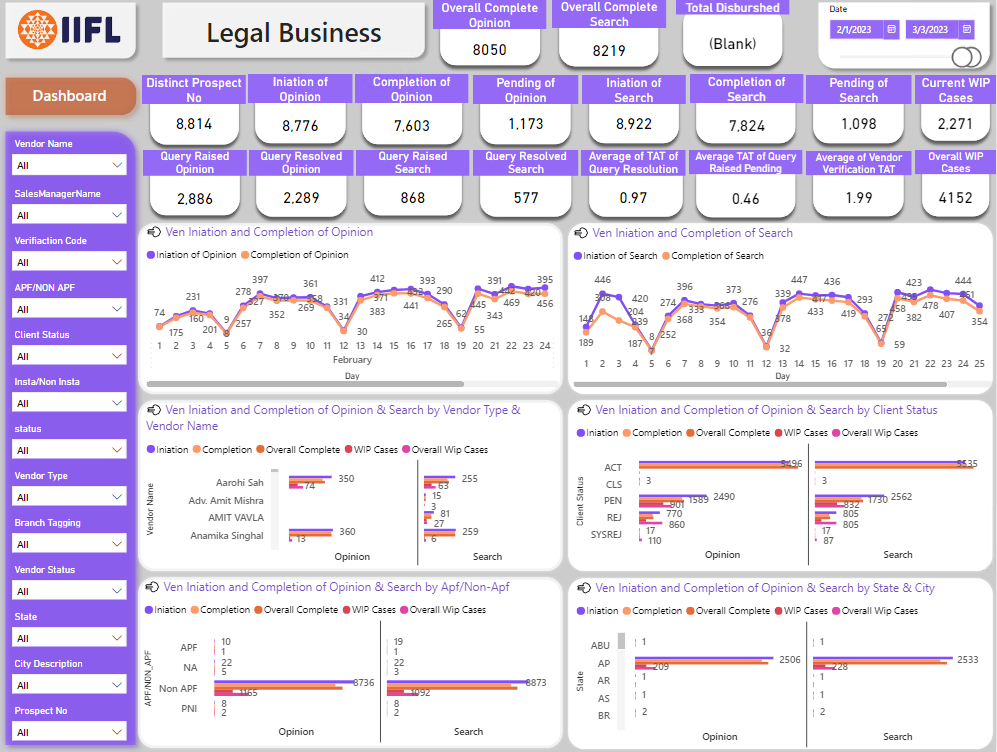 IIFL
Legal Business
Overall Complete Opinion
8050
Overall Complete Search
8219
Total Disburshed
(Blank)
Date
2/1/2023
3/3/2023
Dashboard
Distinct Prospect No
8,814
Iniation of Opinion
8,776
Completion of Opinion
7,603
Pending of Opinion
1,173
Iniation of Search
8,922
Completion of Search
7,824
Pending of Search
1,098
Current WIP Cases
2,271
Query Raised Opinion
2,886
Query Resolved Opinion
2,289
Query Raised Search
868
Query Resolved Search
577
Average of TAT of Query Resolution
0.97
Average TAT of Query Raised Pending
0.46
Average of Vendor Verification TAT
1.99
Overall WIP Cases
4152
Vendor Name
All
SalesManagerName
All
Verifiaction Code
All
APF/NON APF
All
Client Status
All
Insta/Non Insta
All
status
All
Vendor Type
All
Branch Tagging
All
Vendor Status
All
State
All
City Description
All
Prospect No
All
Ven Iniation and Completion of Opinion
Iniation of Opinion Completion of Opinion
74 175 231 160 201 9 8 278 257 397 327 370 352 361 269 358 331 34 30 412 371 383 441 452 393 290 265 62 55 445 391 343 442 469 420 395 456
1 2 3 4 5 6 7 8 9 10 11 12 13 14 15 16 17 18 19 20 21 22 23 24
February
Day
Ven Iniation and Completion of Search
Iniation of Search Completion of Search
148 189 446 308 420 204 239 187 8 7 274 252 396 368 333 368 354 373 276 36 32 339 378 447 417 433 436 419 293 272 65 59 458 456 423 382 478 407 444 451 354
1 2 3 4 5 6 7 8 9 10 11 12 13 14 15 16 17 18 19 20 21 22 23 24 25
Day
Ven Iniation and Completion of Opinion & Search by Vendor Type &
Vendor Name
Iniation Completion Overall Complete WIP Cases Overall Wip Cases
Vendor Name
Aarohi Sah 350 74 255 63
Adv. Amit Mishra 15 3
AMIT VAVLA 81 27
Anamika Singhal 360 13 259 6
Opinion Search
Ven Iniation and Completion of Opinion & Search by Client Status
Iniation Completion Overall Complete WIP Cases Overall Wip Cases
Client Status
ACT 5496 5535
CLS 3 3
PEN 2490 1589 901 2562 1730 832
REJ 770 860 805 805
SYSREJ 17 110 17 87
Opinion Search
Ven Iniation and Completion of Opinion & Search by Apf/Non-Apf
Iniation Completion Overall Complete WIP Cases Overall Wip Cases
APF/NON_APF
APF 10 1 19 1
NA 22 5 22 3
Non APF 8736 1165 8873 1092
PNI 8 2 8 2
Opinion Search
Ven Iniation and Completion of Opinion & Search by State & City
Iniation Completion Overall Complete WIP Cases Overall Wip Cases
State
ABU 1 1
AP 2506 209 2533 228
AR 1 1
AS 1 1
BR 2 2
Opinion Search